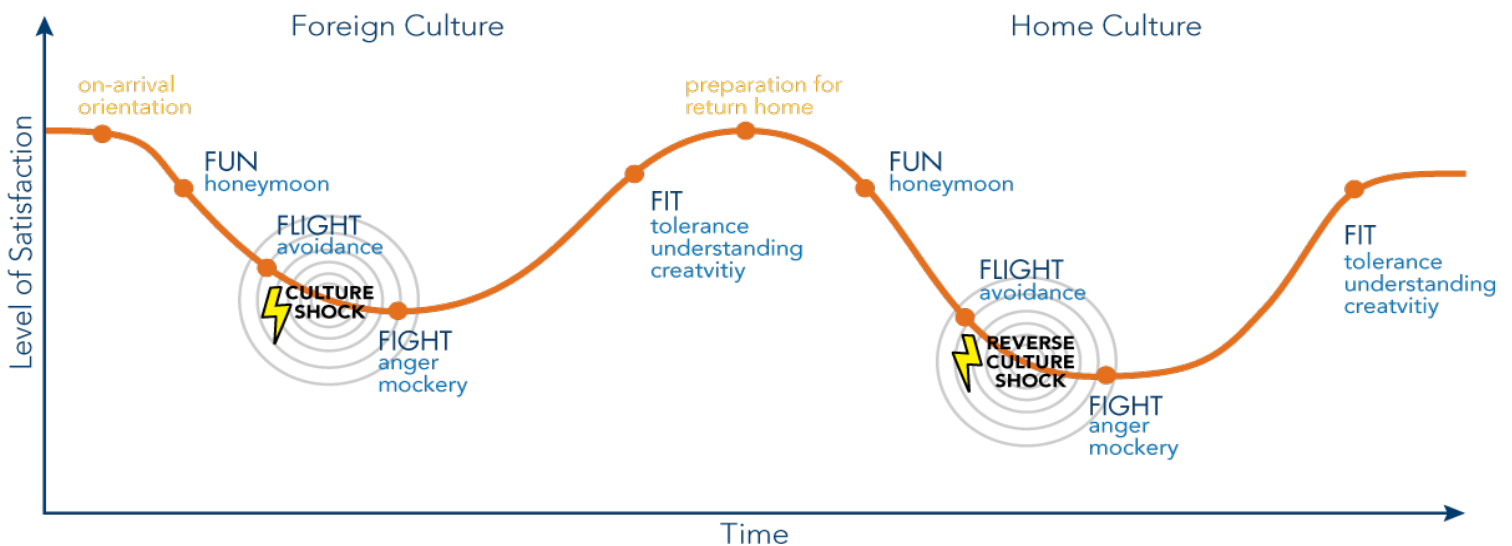 Foreign Culture
Home Culture
Level of Satisfaction
on-arrival
orientation
FUN
honeymoon
FLIGHT
avoidance
CULTURE
SHOCK
FIGHT
anger
mockery
FIT
tolerance
understanding
creatvitiy
preparation for
return home
FUN
honeymoon
FLIGHT
avoidance
REVERSE
CULTURE
SHOCK
FIGHT
anger
mockery
FIT
tolerance
understanding
creatvitiy
Time